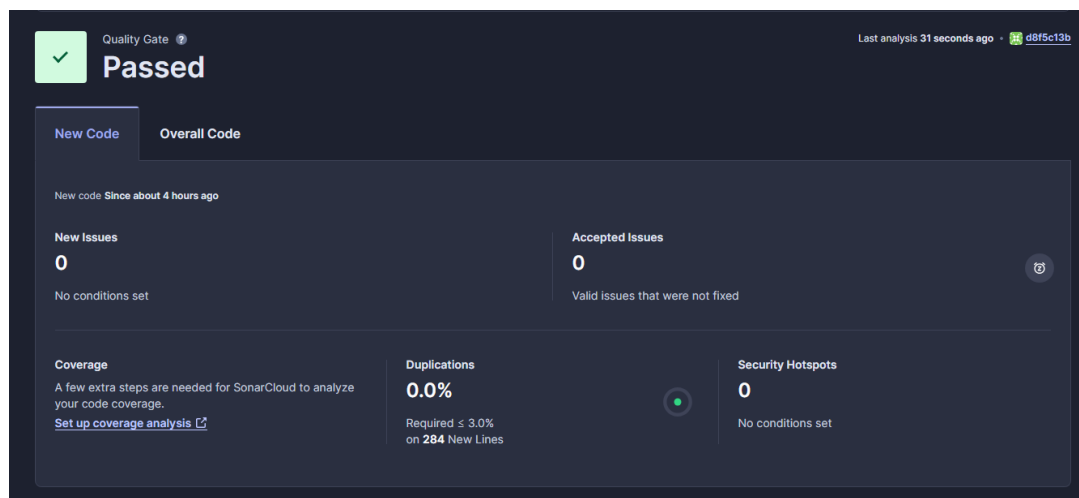 Quality Gate ?
Last analysis 31 seconds ago • d8f5c13b
Passed
New Code Overall Code
New code Since about 4 hours ago
New Issues
0
No conditions set
Accepted Issues
0
Valid issues that were not fixed
Coverage
A few extra steps are needed for SonarCloud to analyze
your code coverage.
Set up coverage analysis
Duplications
0.0%
Required ≤ 3.0%
on 284 New Lines
Security Hotspots
0
No conditions set